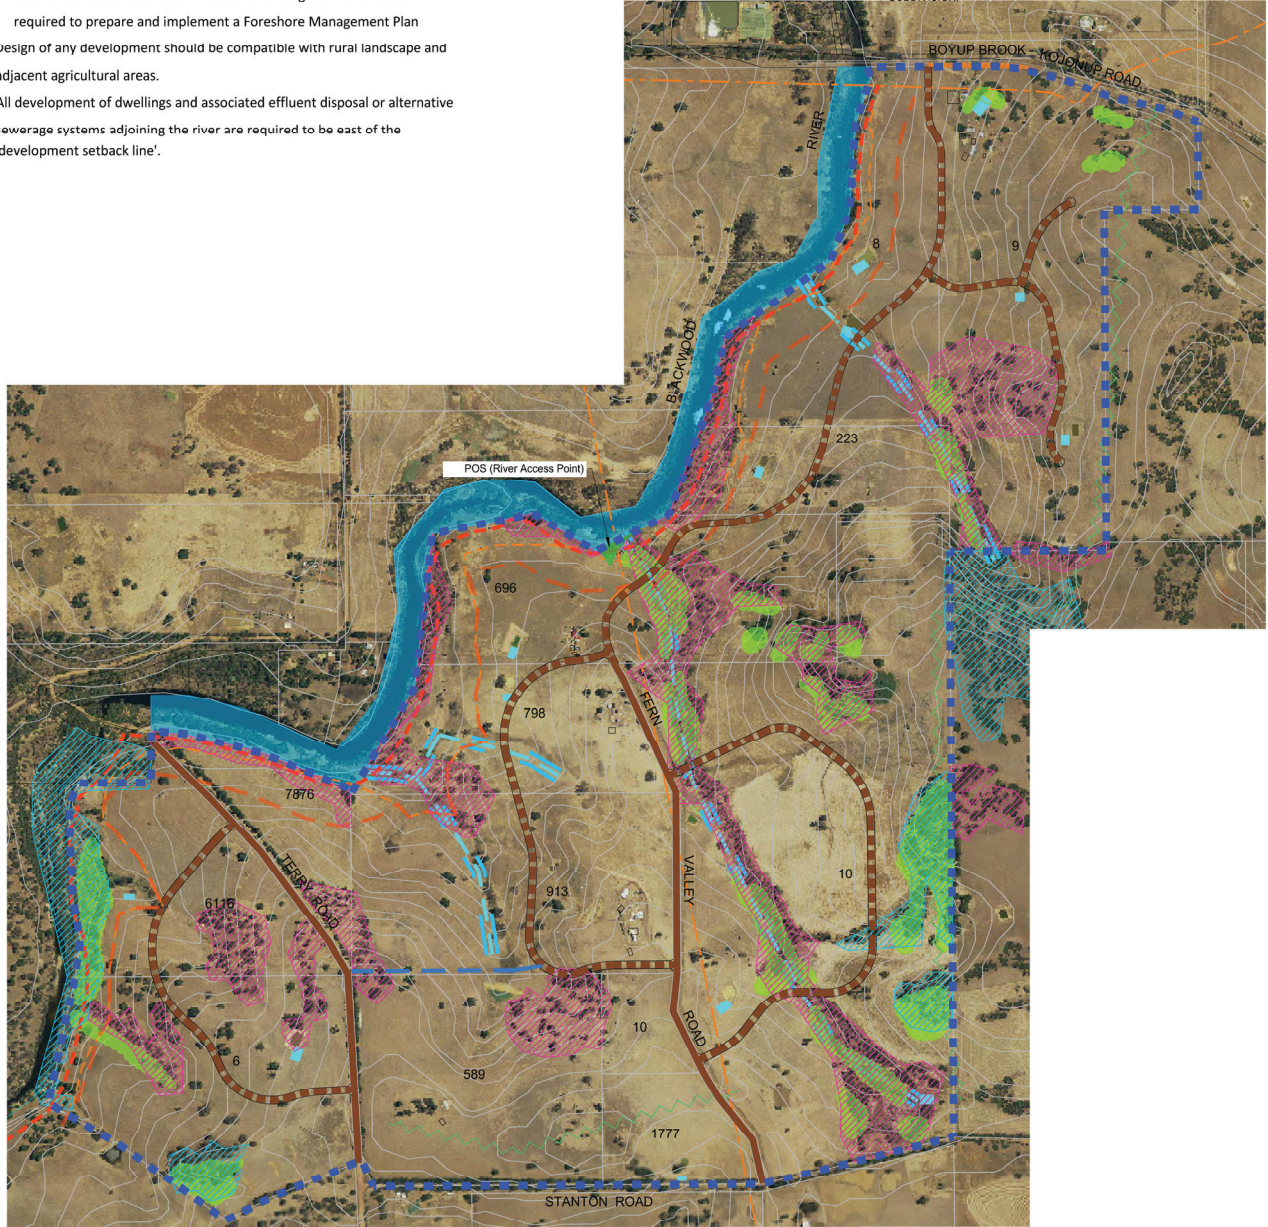 required to prepare and implement a Foreshore Management Plan
esign of any development should be compatible with rural landscape and
adjacent agricultural areas.
All development of dwellings and associated effluent disposal or alternative
sewerage systems adjoining the river are required to be east of the
'development setback line'.
BOYUP BROOK - KOJONUP ROAD
RIVER
8
9
BLACKWOOD
223
POS (River Access Point)
696
FERN
798
7876
TERRY ROAD
VALLEY
10
913
6116
ROAD
10
6
589
1777
STANTON ROAD